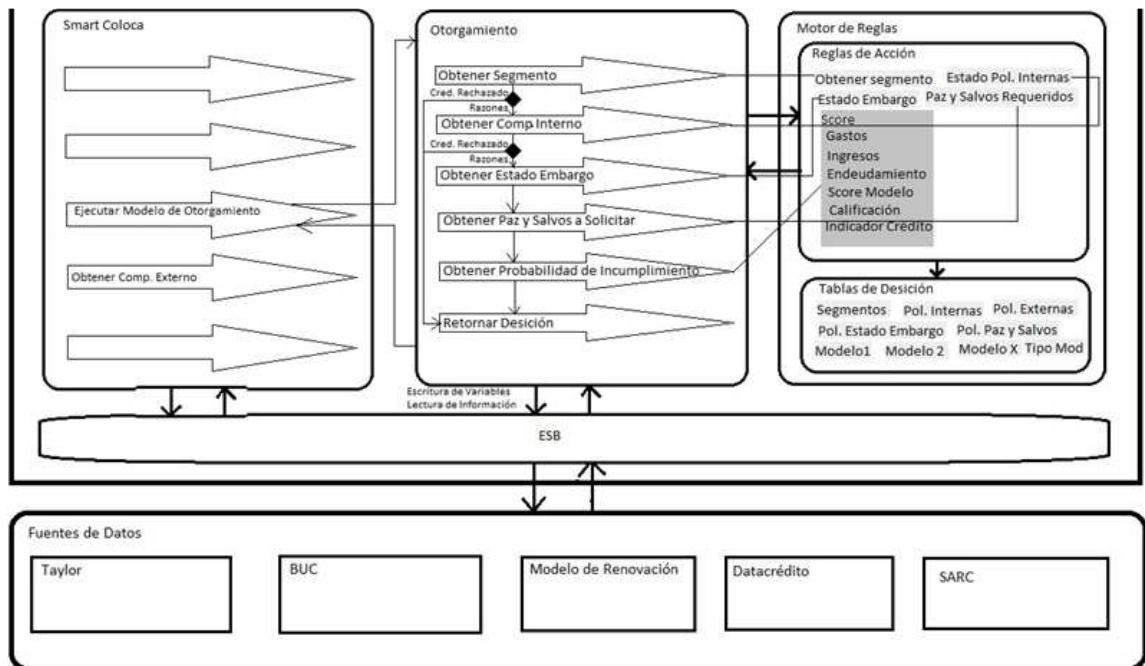 Smart Coloca
Ejecutar Modelo de Otorgamiento
Obtener Comp. Externo
Otorgamiento
Obtener Segmento
Cred. Rechazado
Razones
Obtener Comp. Interno
Cred. Rechazado
Razones
Obtener Estado Embargo
Obtener Paz y Salvos a Solicitar
Obtener Probabilidad de Incumplimiento
Retornar Desición
Motor de Reglas
Reglas de Acción
Obtener segmento
Estado Pol. Internas
Estado Embargo
Paz y Salvos Requeridos
Score
Gastos
Ingresos
Endeudamiento
Score Modelo
Calificación
Indicador Crédito
Tablas de Desición
Segmentos
Pol. Internas
Pol. Externas
Pol. Estado Embargo
Pol. Paz y Salvos
Modelo1
Modelo 2
Modelo X
Tipo Mod
Escritura de Variables
Lectura de Información
ESB
Fuentes de Datos
Taylor
BUC
Modelo de Renovación
Datacrédito
SARC